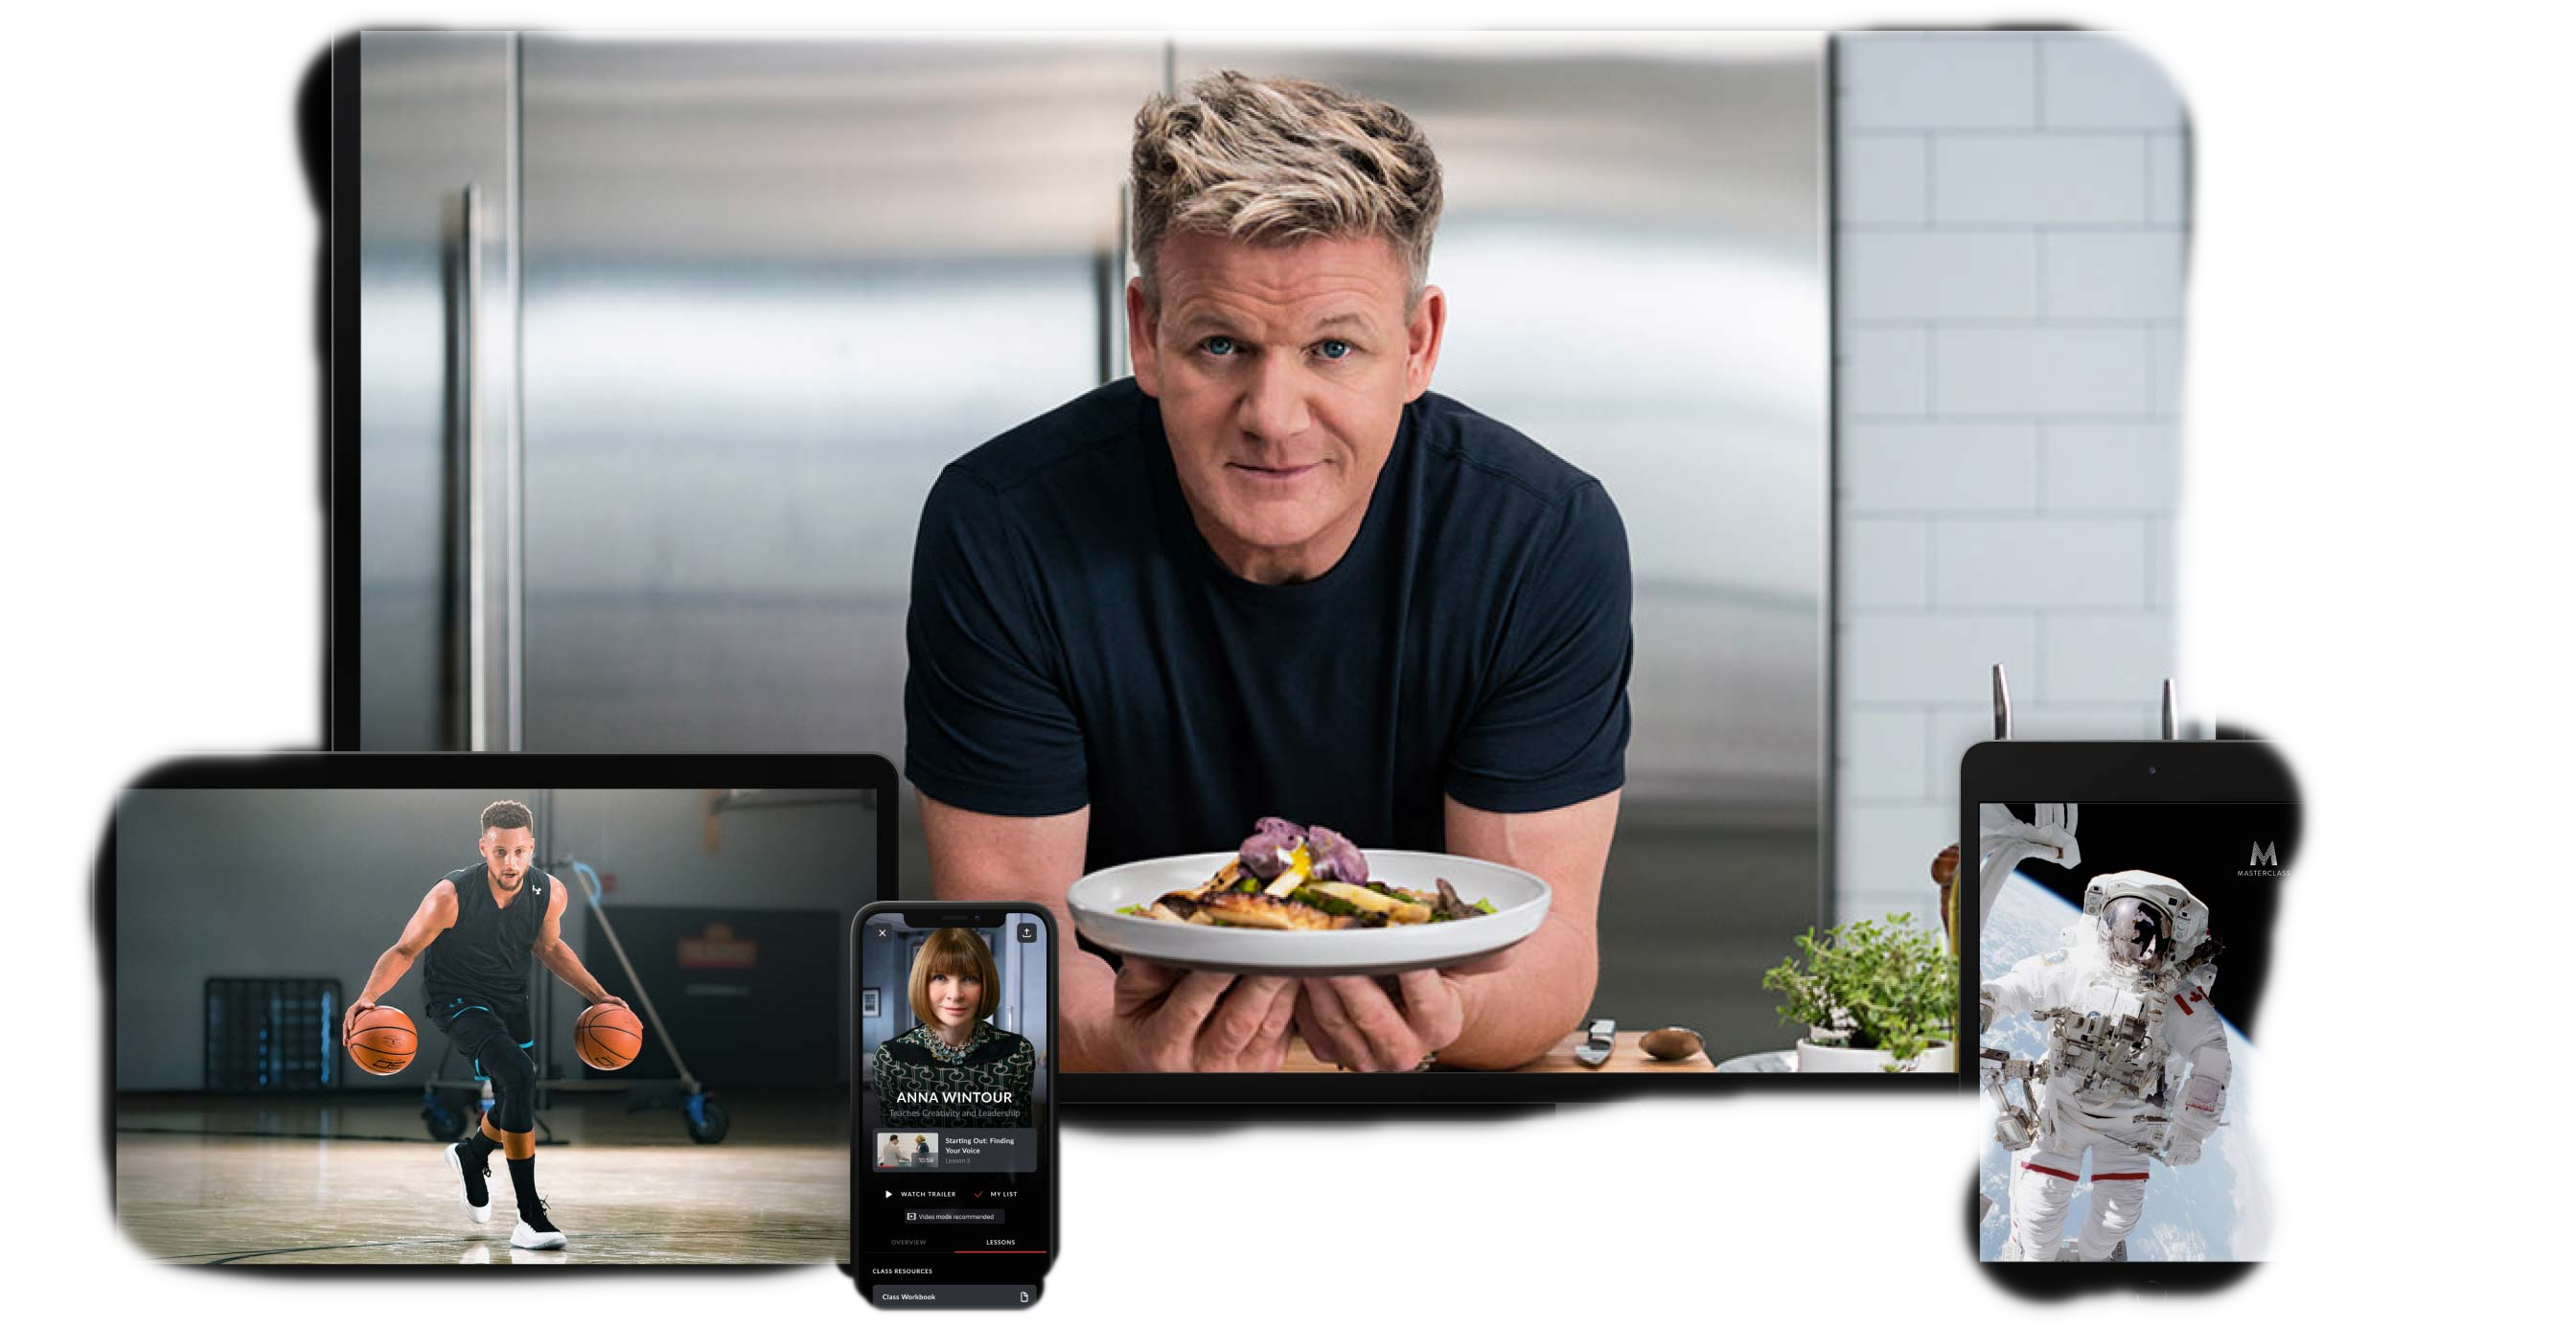 MASTERCLASS
ANNA WINTOUR
Teaches Creativity and Leadership
Starting Out: Finding
Your Voice
10:58
Lesson 3
WATCH TRAILER
MY LIST
Video mode recommended
OVERVIEW
LESSONS
CLASS RESOURCES
Class Workbook